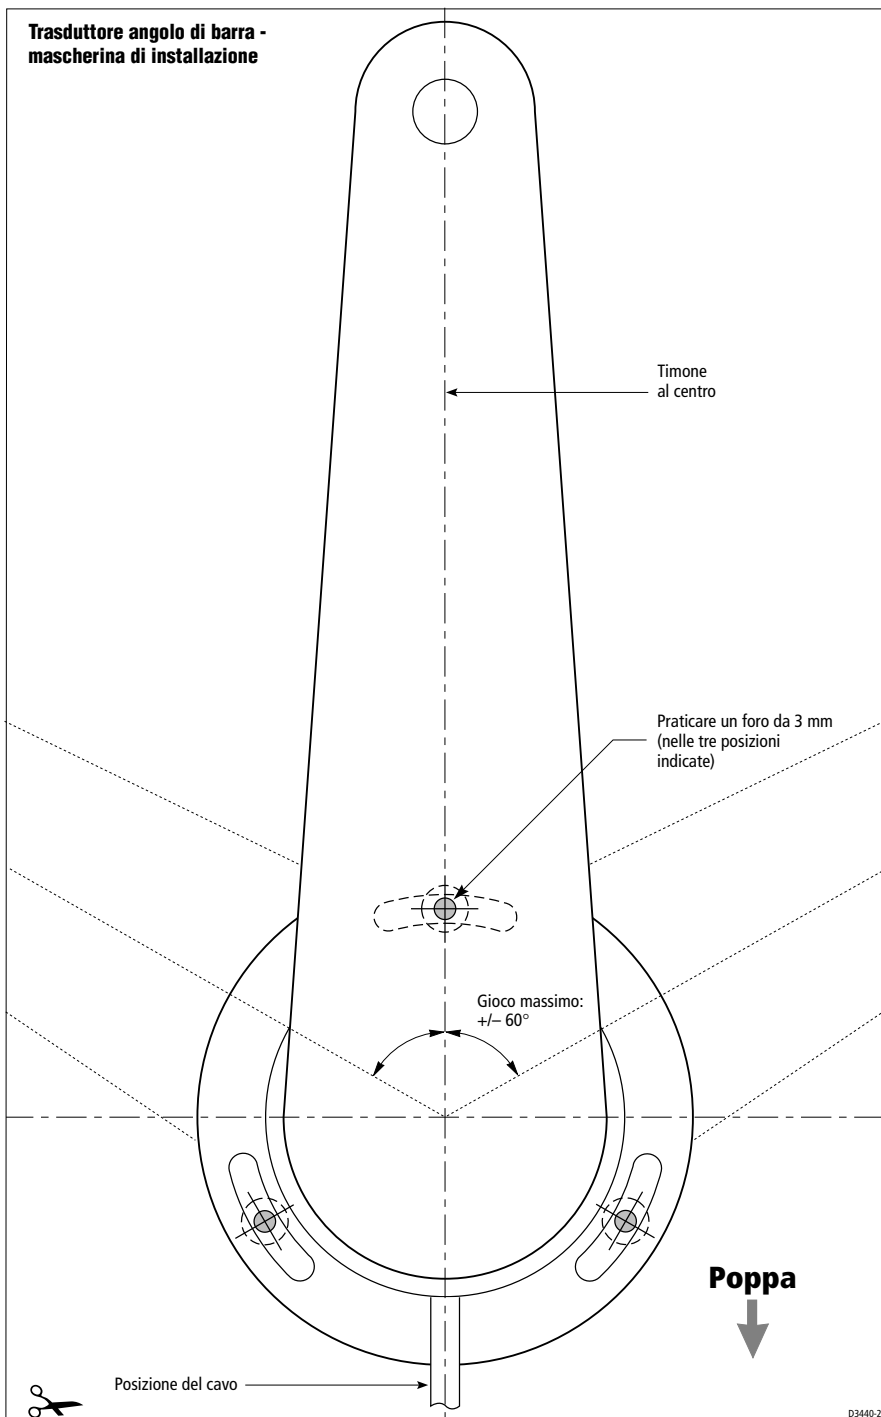 Trasduttore angolo di barra -
mascherina di installazione
Timone
al centro
Praticare un foro da 3 mm
(nelle tre posizioni
indicate)
Gioco massimo:
+/– 60°
Poppa
Posizione del cavo
D3440-2